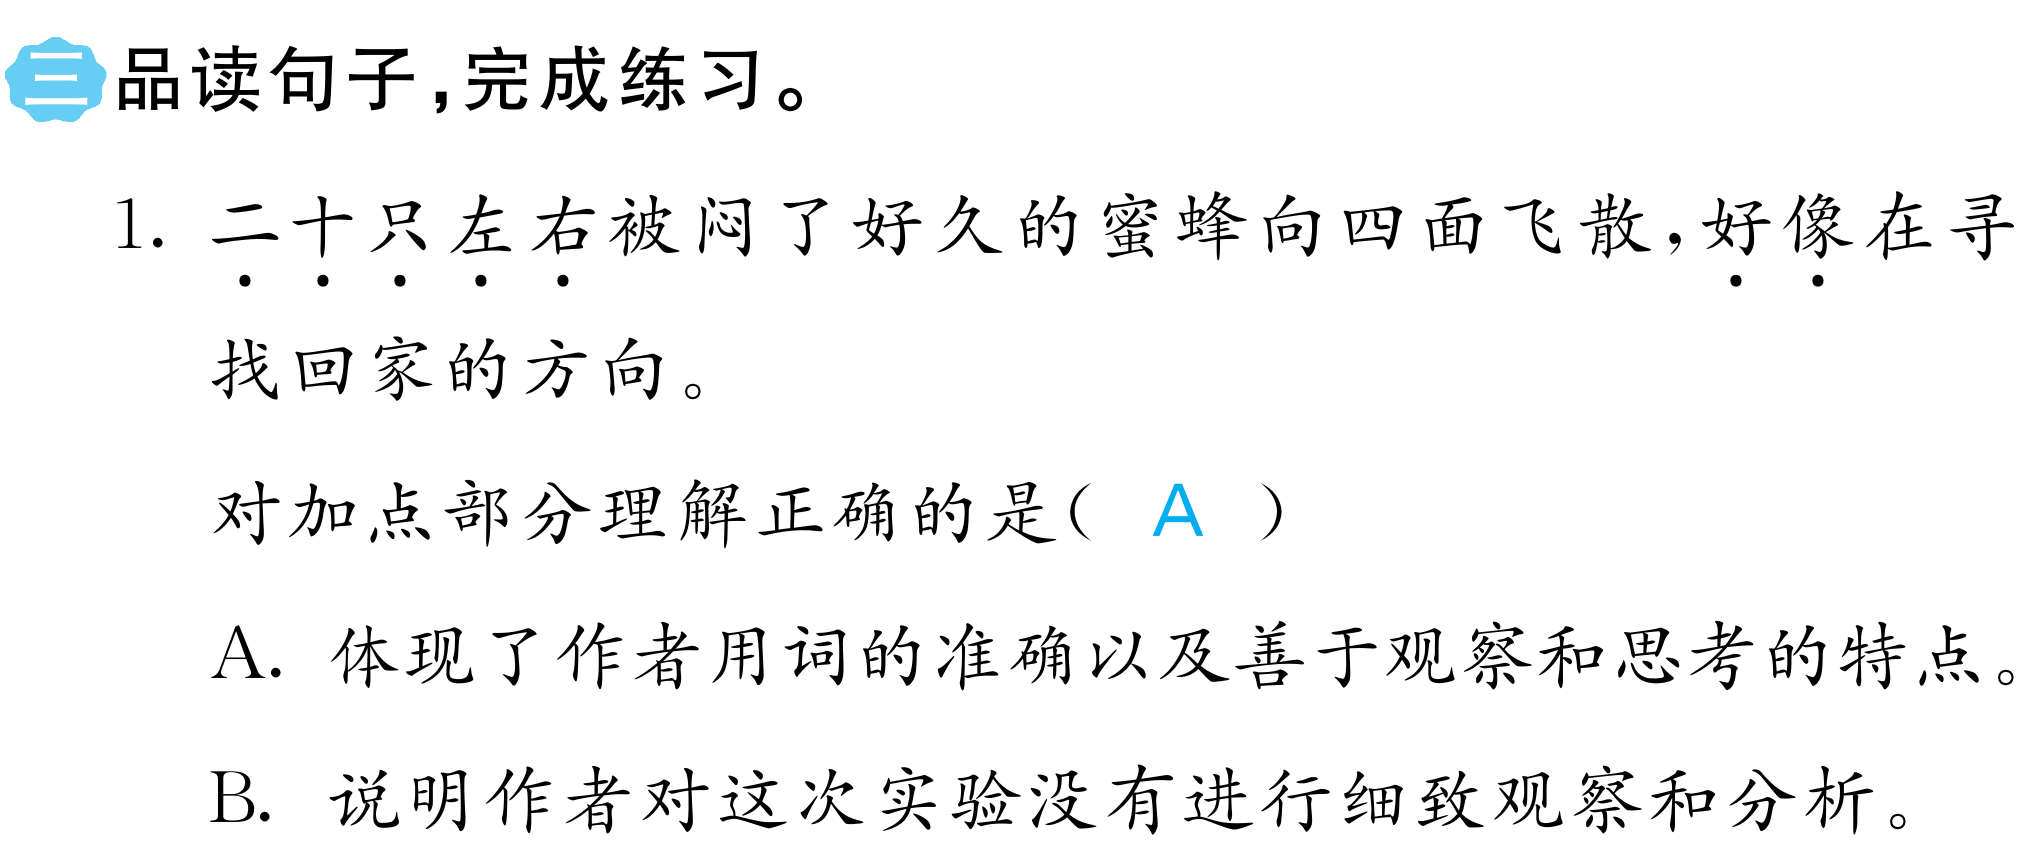 三 品读句子,完成练习。
1. 二十只左右被闷了好久的蜜蜂向四面飞散,好像在寻
找回家的方向。
对加点部分理解正确的是( A )
A. 体现了作者用词的准确以及善于观察和思考的特点。
B. 说明作者对这次实验没有进行细致观察和分析。